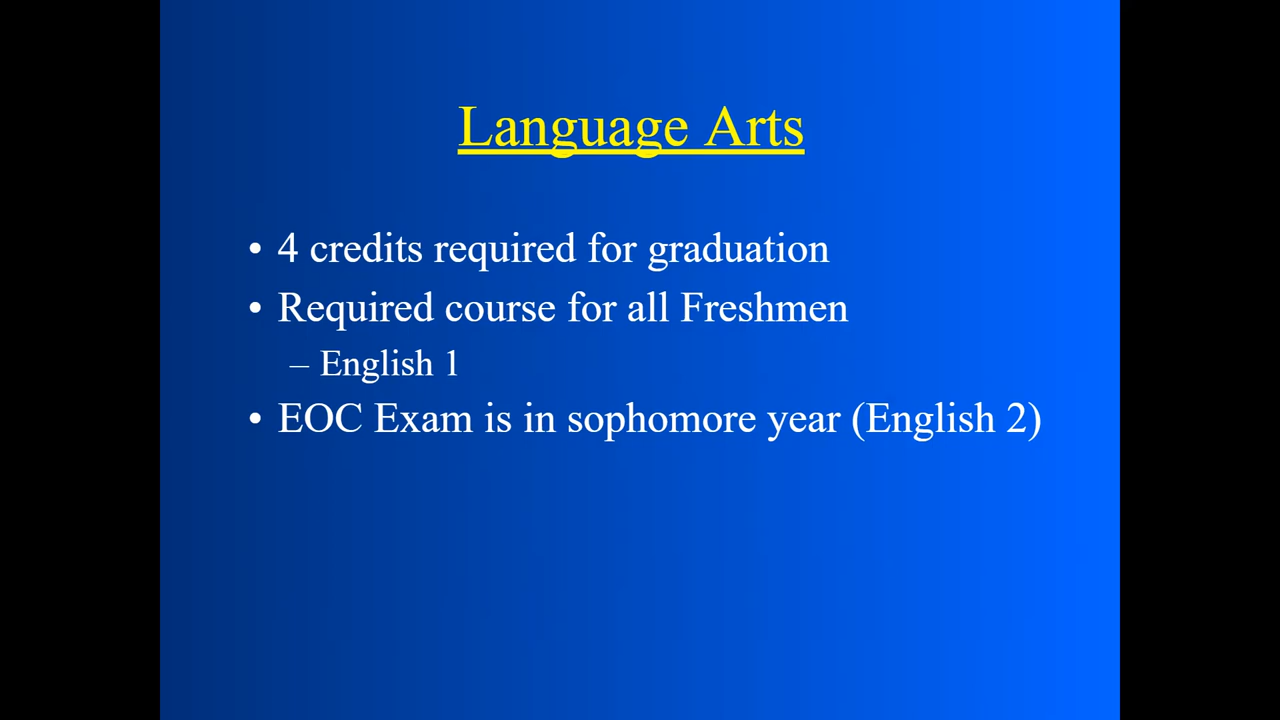 Language Arts
• 4 credits required for graduation
• Required course for all Freshmen
– English 1
• EOC Exam is in sophomore year (English 2)